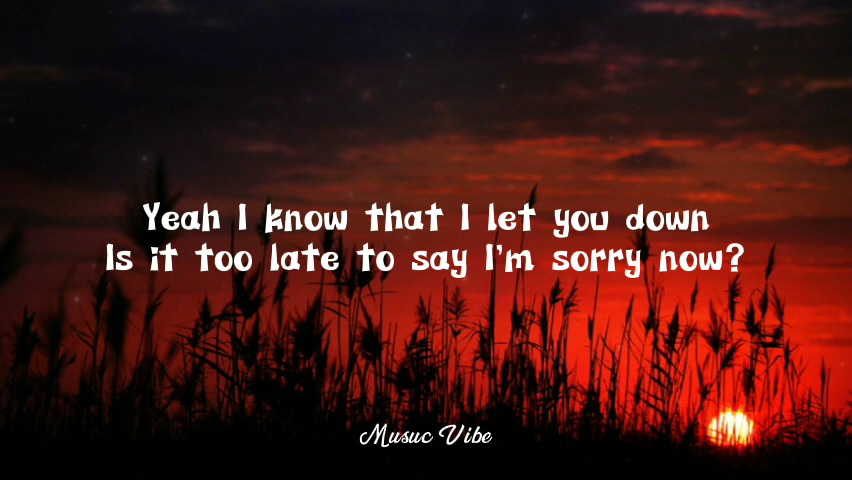 Yeah I know that I let you down
Is it too late to say I'm sorry now?
Musuc Vibe